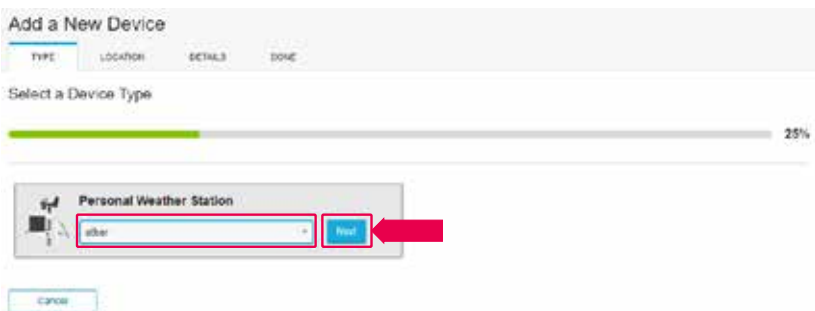 Add a New Device
TYPE LOCATION DETAILS DONE
Select a Device Type
25%
Personal Weather Station
other Next
Cancel